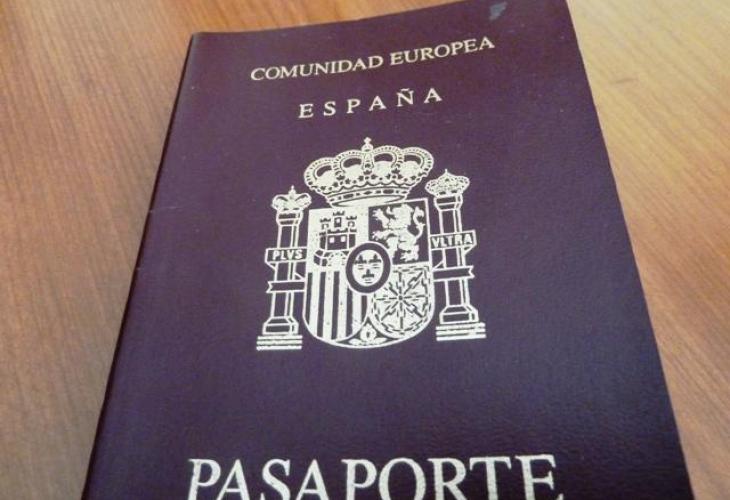 COMUNIDAD EUROPEA
ESPAÑA
PLVS VLTRA
PASAPORTE